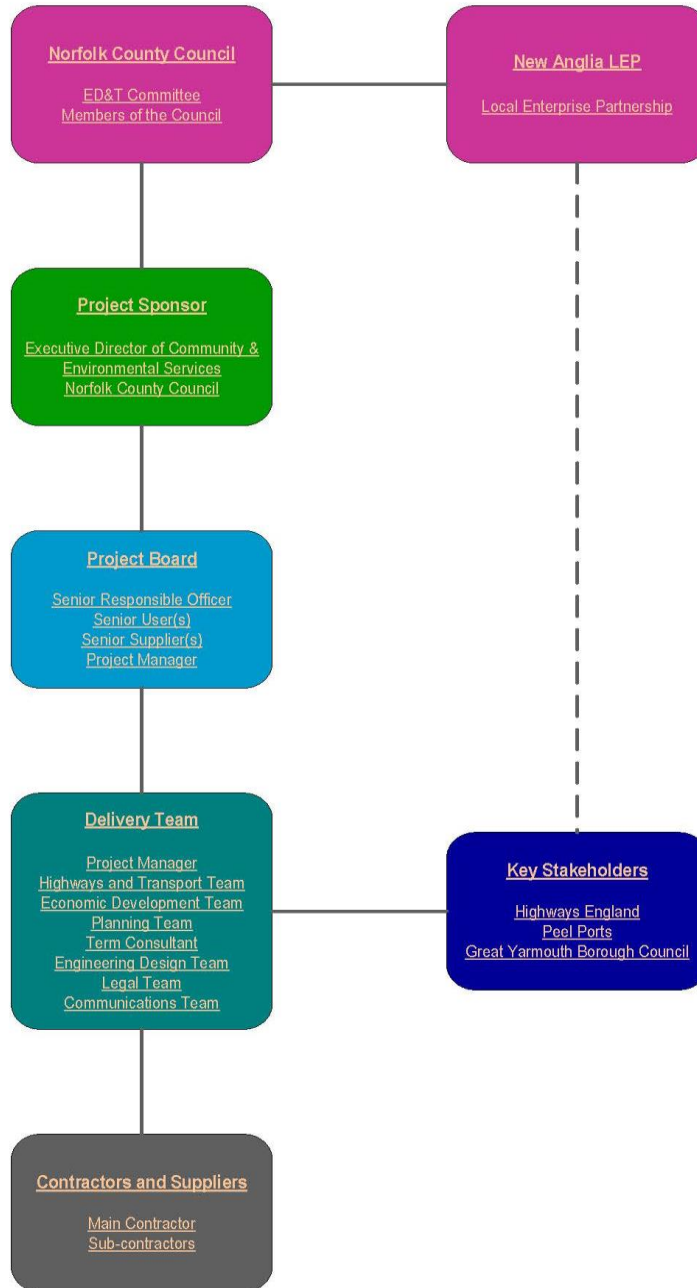 Norfolk County Council
ED&T Committee
Members of the Council
New Anglia LEP
Local Enterprise Partnership
Project Sponsor
Executive Director of Community &
Environmental Services
Norfolk County Council
Project Board
Senior Responsible Officer
Senior User(s)
Senior Supplier(s)
Project Manager
Delivery Team
Project Manager
Highways and Transport Team
Economic Development Team
Planning Team
Term Consultant
Engineering Design Team
Legal Team
Communications Team
Key Stakeholders
Highways England
Peel Ports
Great Yarmouth Borough Council
Contractors and Suppliers
Main Contractor
Sub-contractors